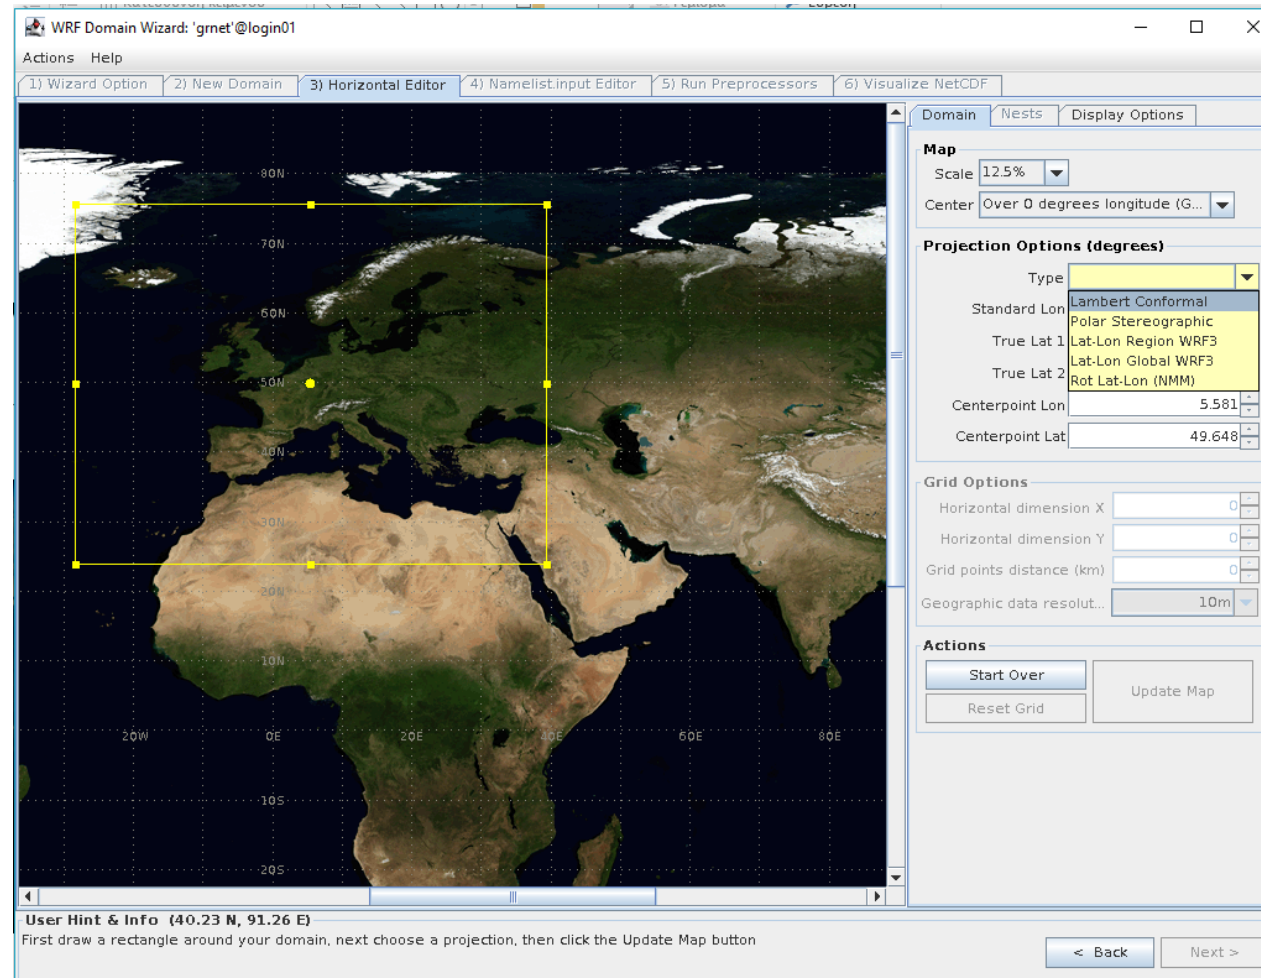 WRF Domain Wizard: 'grnet'@login01
Actions Help
1) Wizard Option 2) New Domain 3) Horizontal Editor 4) Namelist.input Editor 5) Run Preprocessors 6) Visualize NetCDF
Domain Nests Display Options
Map
Scale 12.5%
Center Over 0 degrees longitude (G...
Projection Options (degrees)
Type
Lambert Conformal
Polar Stereographic
Lat-Lon Region WRF3
Lat-Lon Global WRF3
Rot Lat-Lon (NMM)
Standard Lon
True Lat 1
True Lat 2
Centerpoint Lon 5.581
Centerpoint Lat 49.648
Grid Options
Horizontal dimension X 0
Horizontal dimension Y 0
Grid points distance (km) 0
Geographic data resolut... 10m
Actions
Start Over
Reset Grid
Update Map
80N
70N
60N
50N
40N
30N
20N
10N
20W 0E 20E 40E 60E 80E
10S
20S
User Hint & Info (40.23 N, 91.26 E)
First draw a rectangle around your domain, next choose a projection, then click the Update Map button
< Back Next >